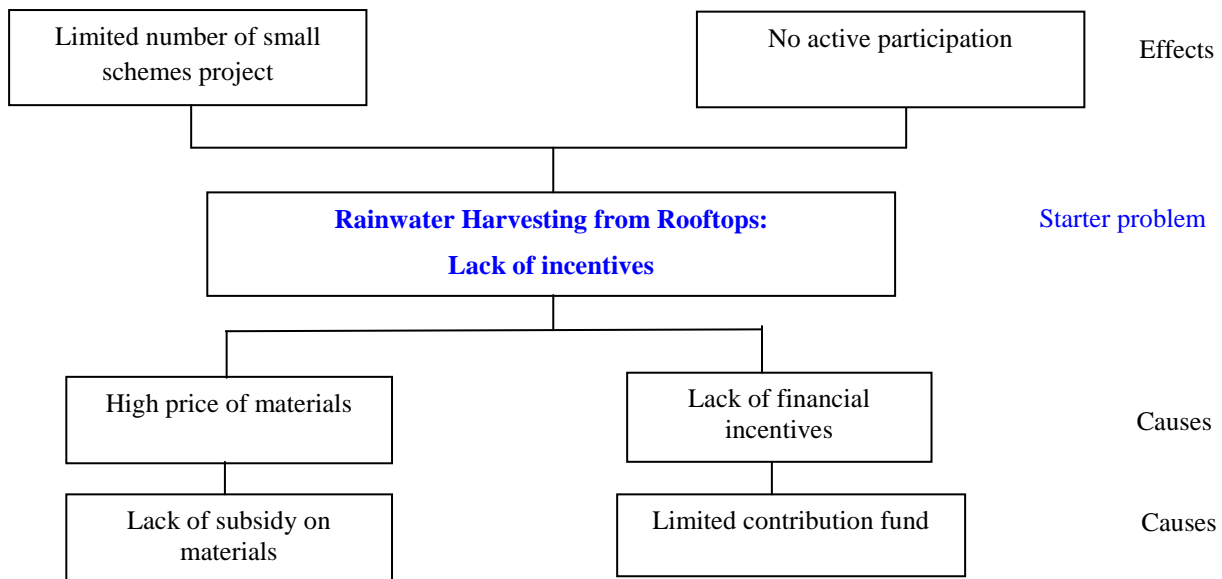 Limited number of small
schemes project
No active participation
Effects
Rainwater Harvesting from Rooftops:
Lack of incentives
Starter problem
High price of materials
Lack of financial
incentives
Causes
Lack of subsidy on
materials
Limited contribution fund
Causes